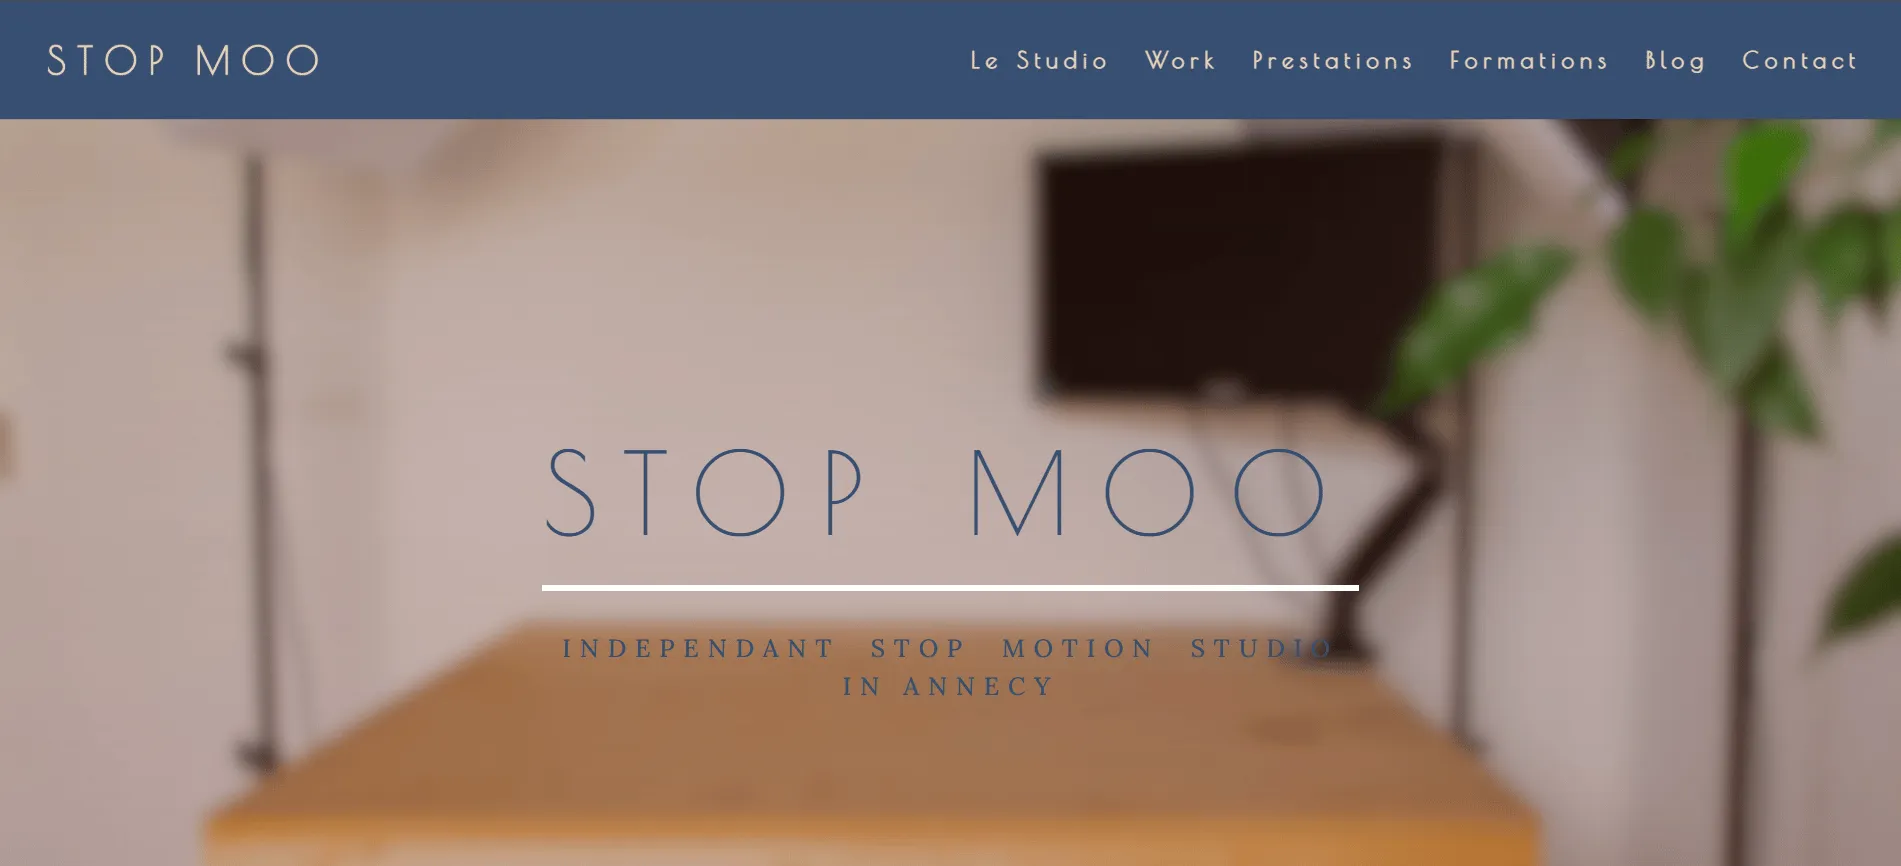 STOP MOO
Le Studio Work Prestations Formations Blog Contact
STOP MOO
INDEPENDANT STOP MOTION STUDIO
IN ANNECY